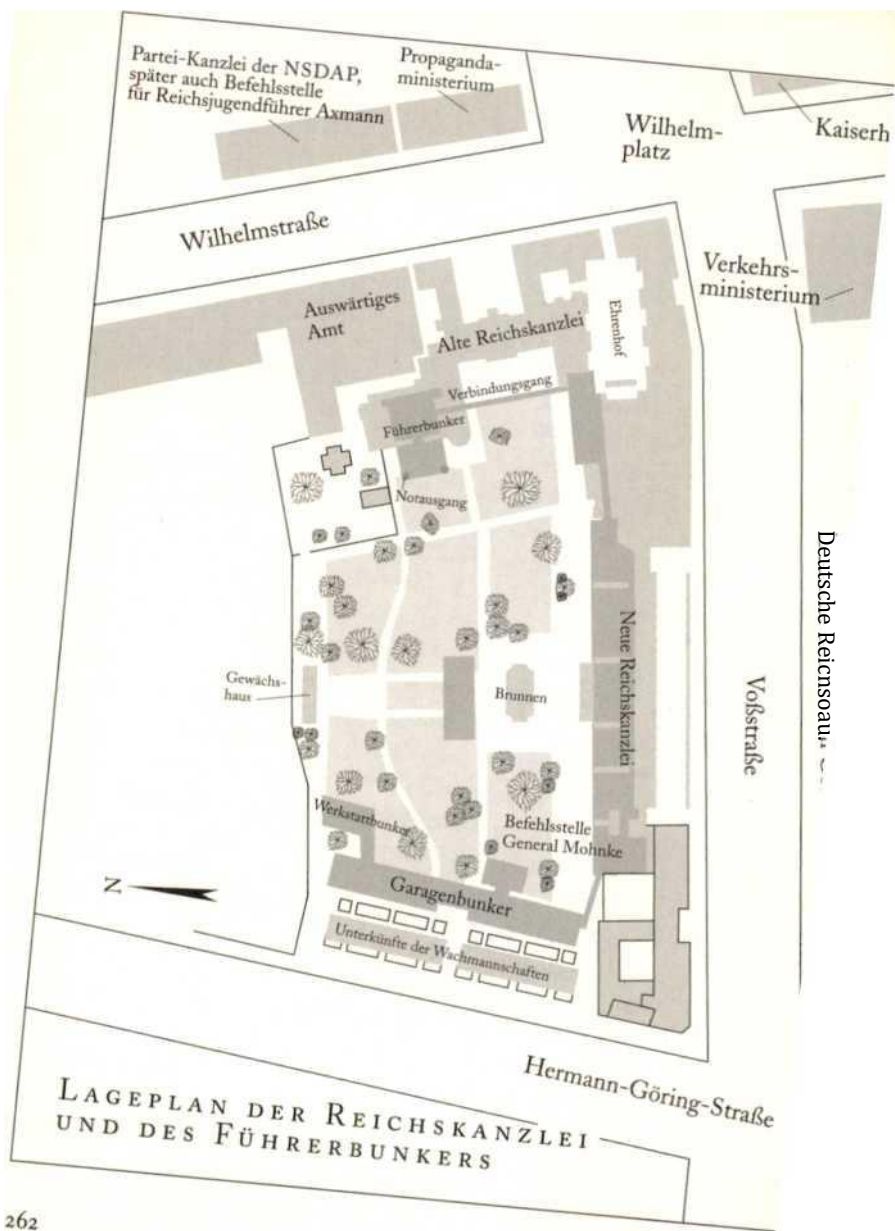 Partei-Kanzlei der NSDAP,
später auch Befehlsstelle
für Reichsjugendführer Axmann
Propaganda-
ministerium
Wilhelm-
platz
Kaiserh
Wilhelmstraße
Verkehrs-
ministerium
Auswärtiges
Amt
Alte Reichskanzlei
Ehrenhof
Verbindungsgang
Führerbunker
Notausgang
Neue Reichskanzlei
Deutsche
Gewächs-
haus
Brunnen
Voßstraße
Werkstattbunker
Befehlsstelle
General Mohnke
N
Garagenbunker
Unterkünfte der Wachmannschaften
Hermann-Göring-Straße
LAGEPLAN DER REICHSKANZLEI
UND DES FÜHRERBUNKERS
262